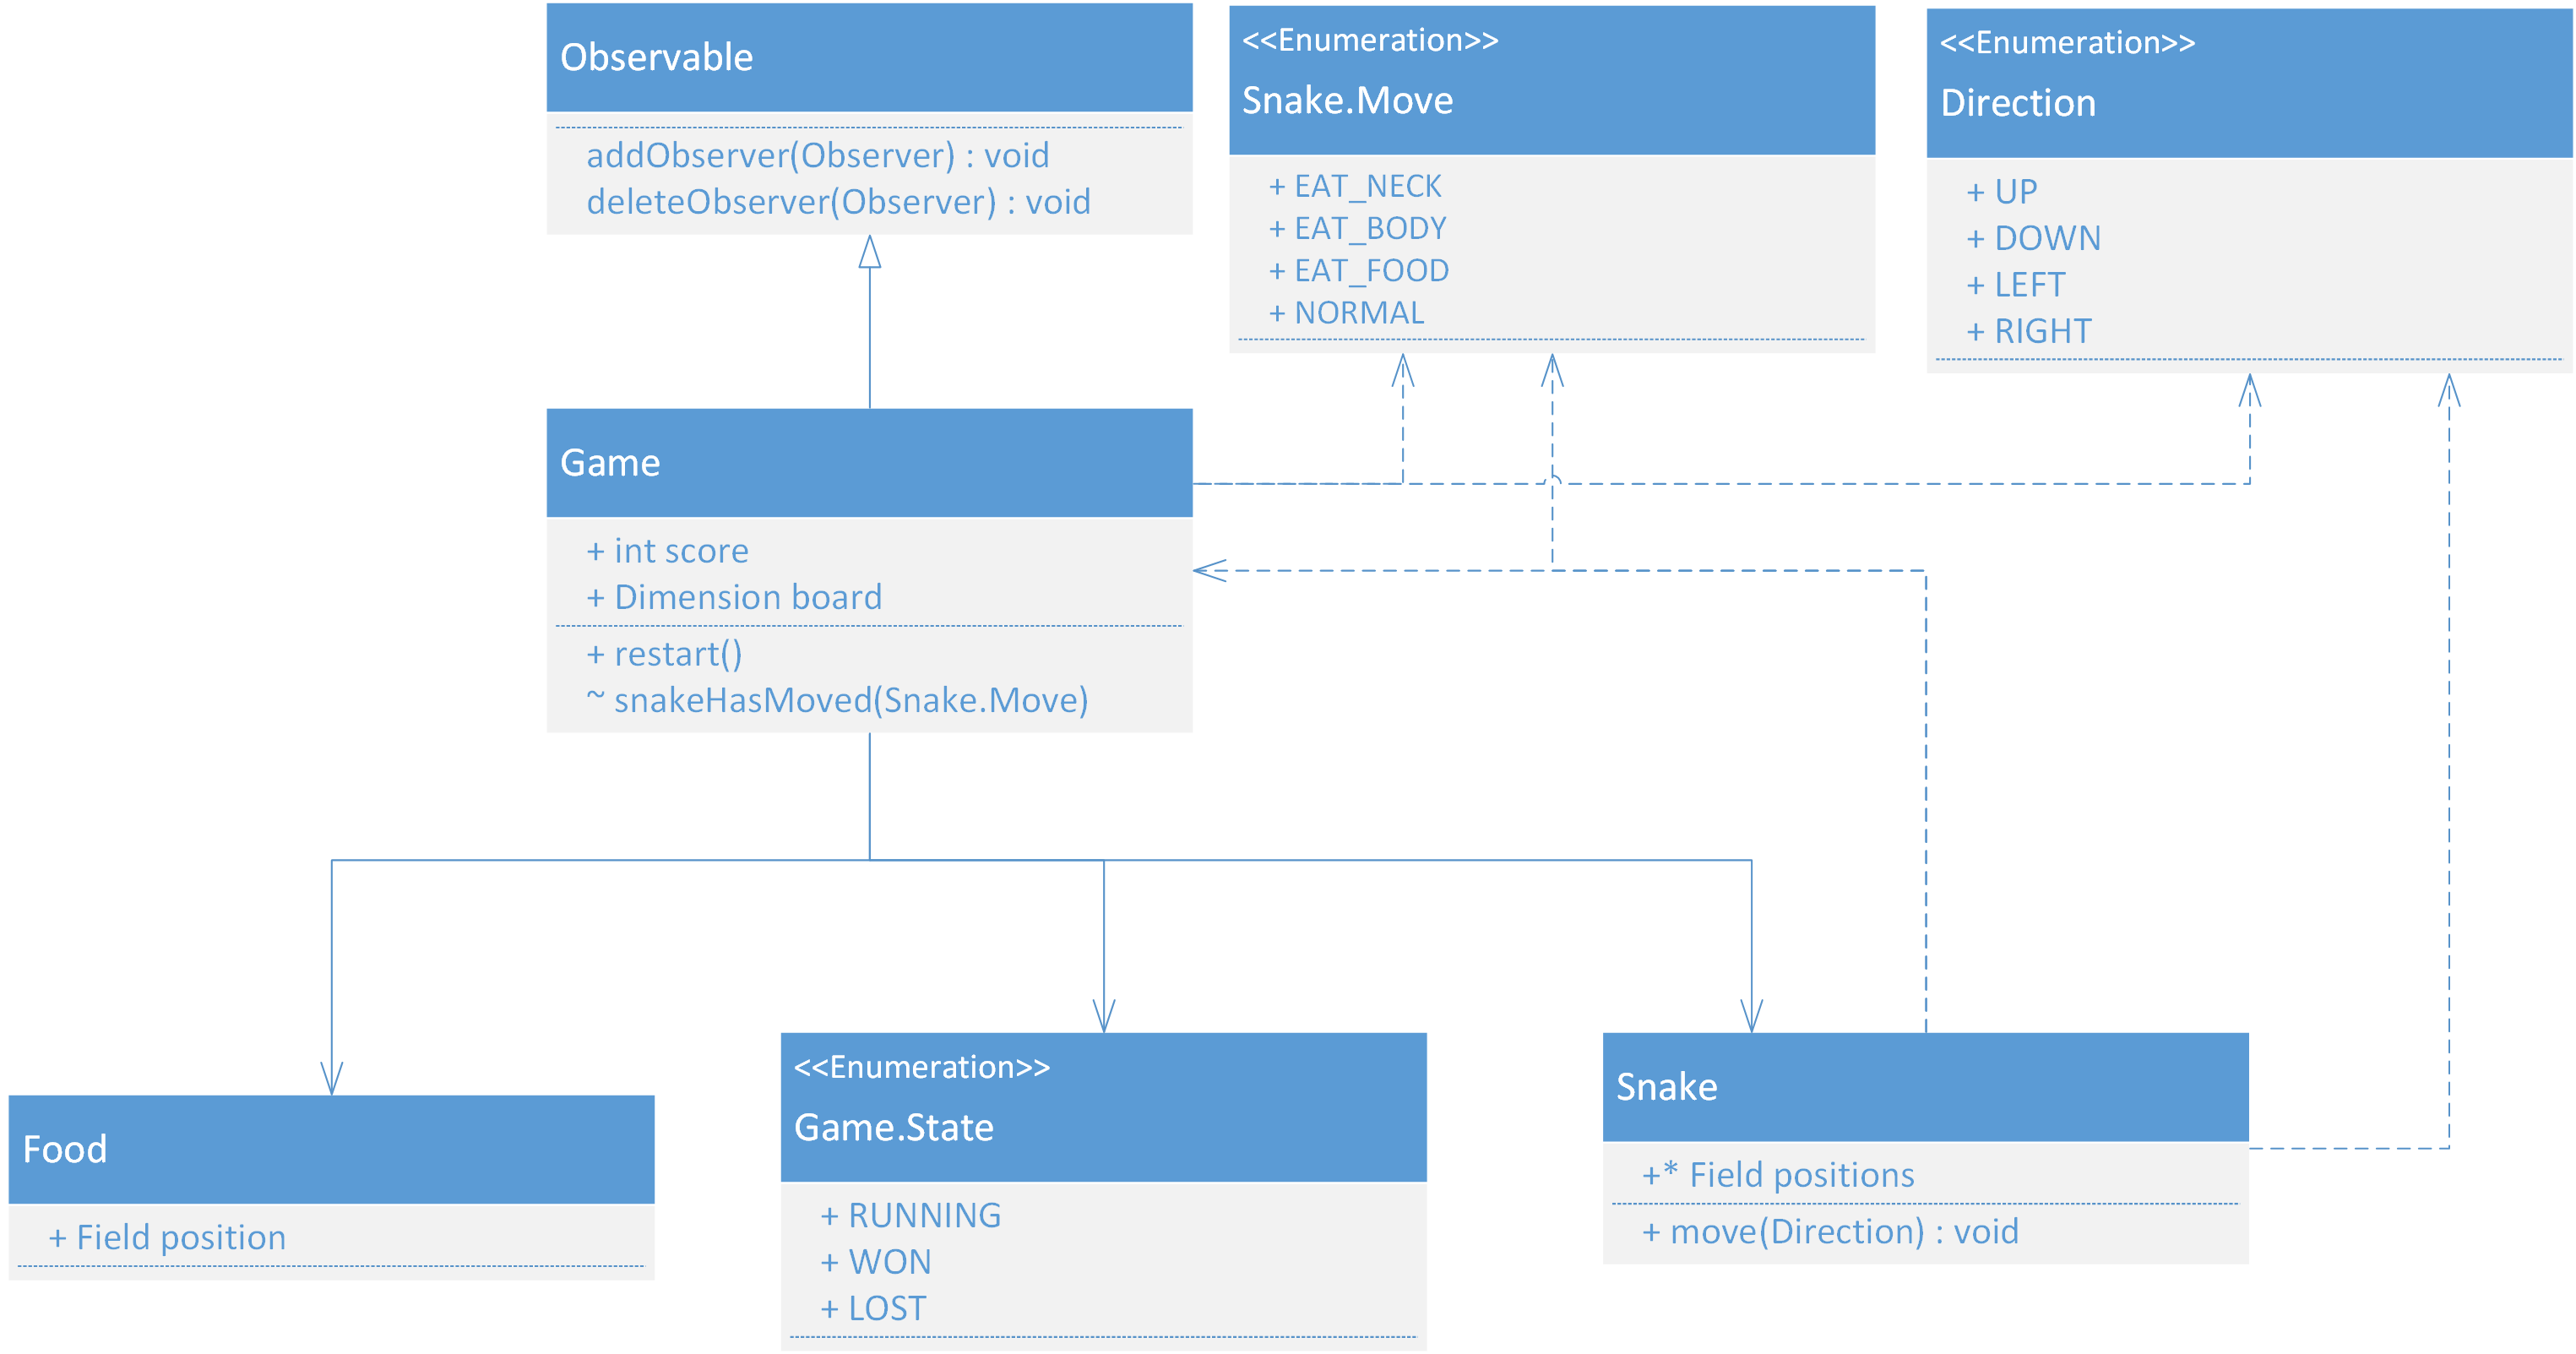 Observable
addObserver(Observer) : void
deleteObserver(Observer) : void
<<Enumeration>>
Snake.Move
+ EAT_NECK
+ EAT_BODY
+ EAT_FOOD
+ NORMAL
<<Enumeration>>
Direction
+ UP
+ DOWN
+ LEFT
+ RIGHT
Game
+ int score
+ Dimension board
+ restart()
~ snakeHasMoved(Snake.Move)
Food
+ Field position
<<Enumeration>>
Game.State
+ RUNNING
+ WON
+ LOST
Snake
+* Field positions
+ move(Direction) : void